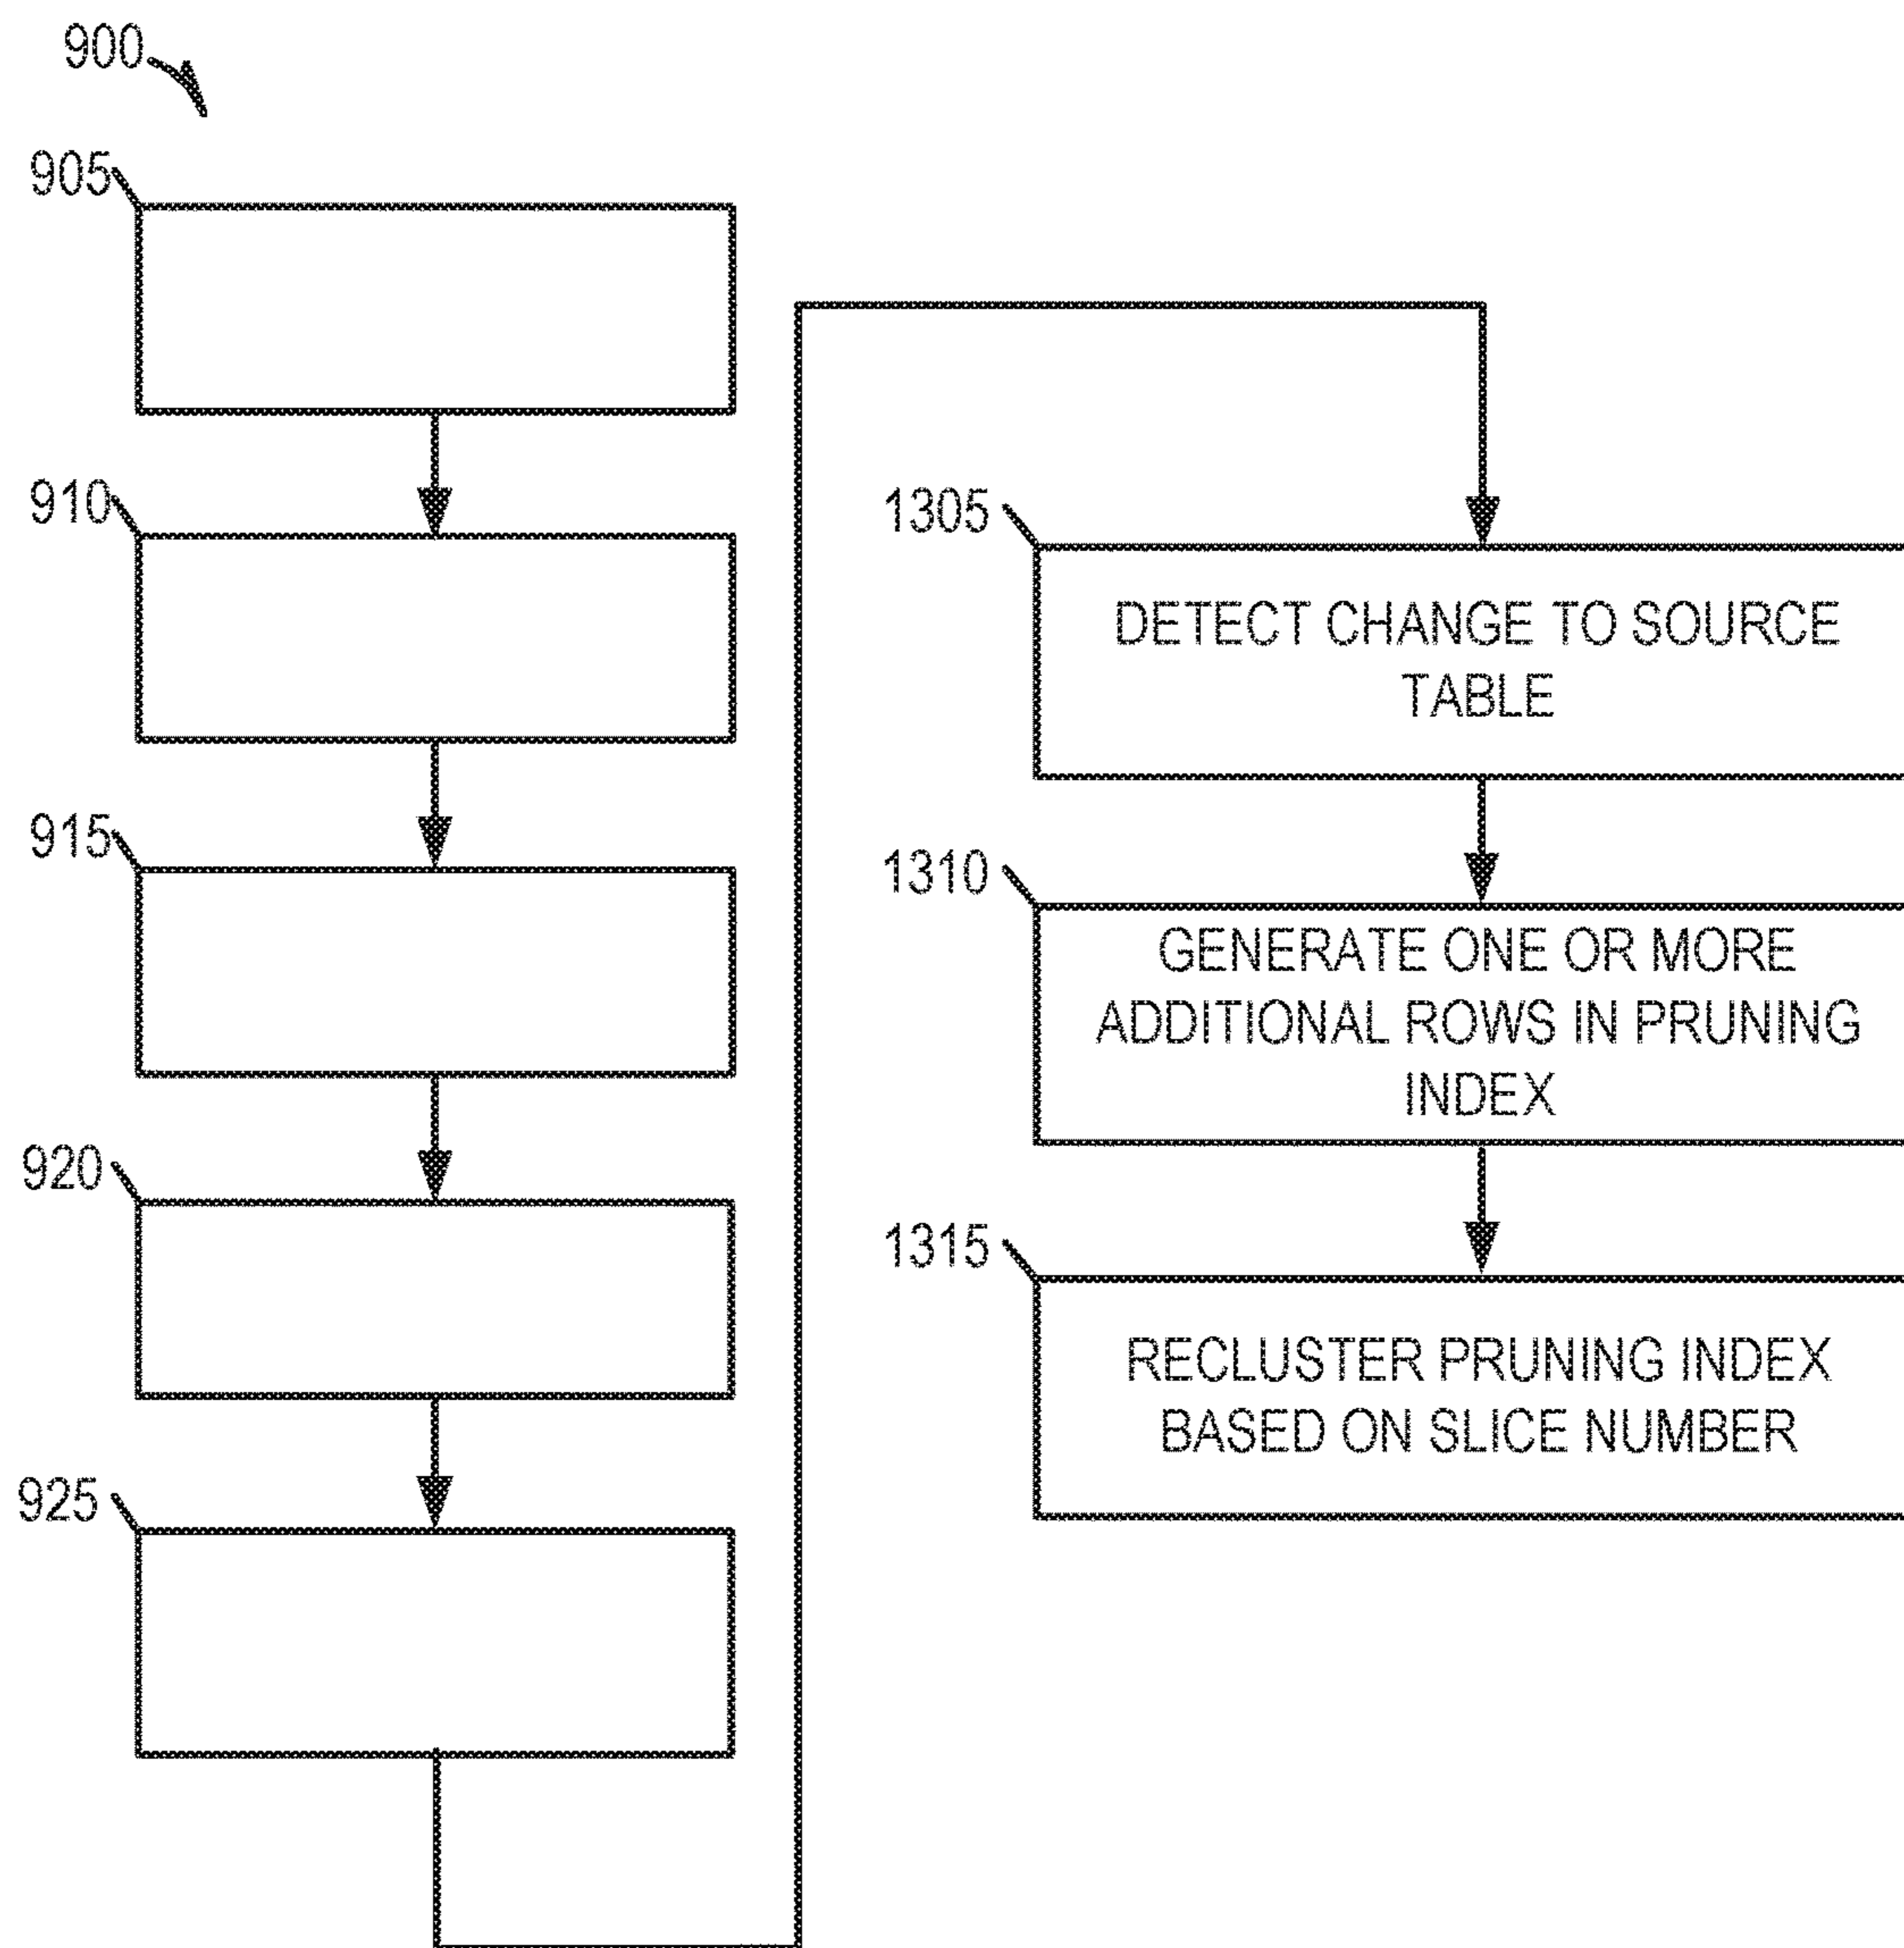 900
905
910
915
920
925
1305
DETECT CHANGE TO SOURCE
TABLE
1310
GENERATE ONE OR MORE
ADDITIONAL ROWS IN PRUNING
INDEX
1315
RECLUSTER PRUNING INDEX
BASED ON SLICE NUMBER